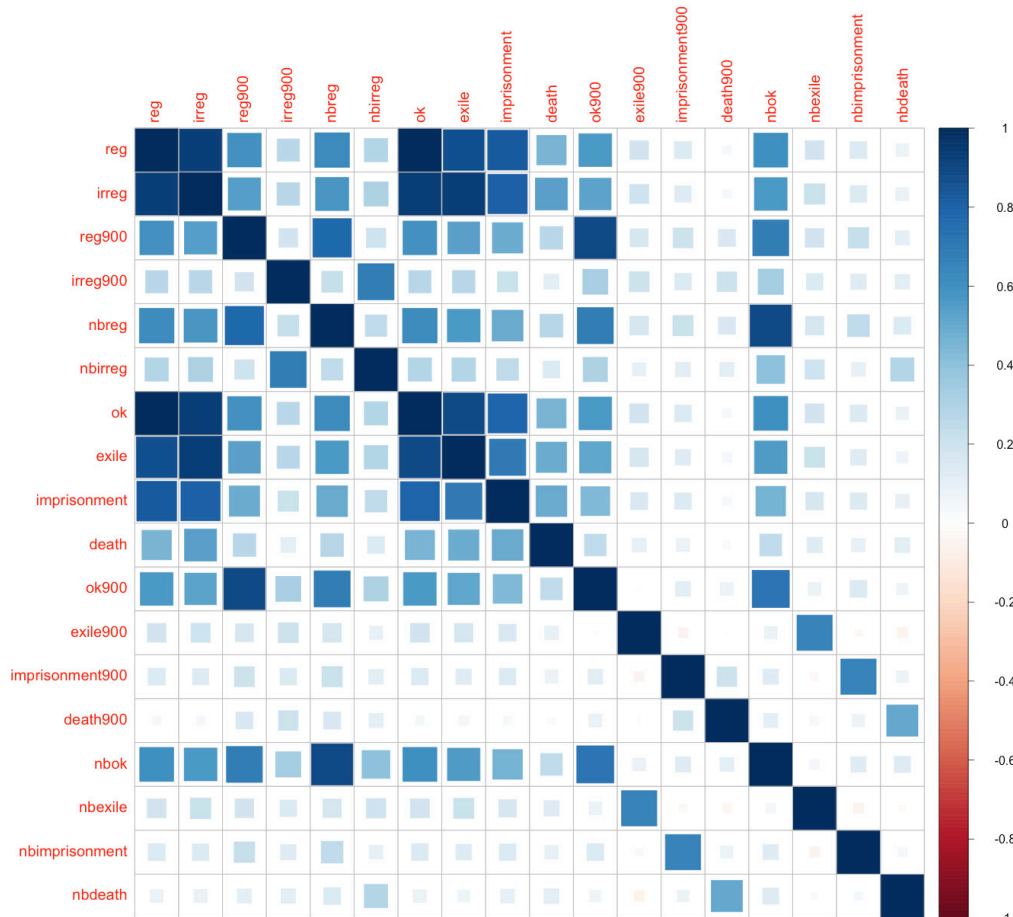 reg
irreg
reg900
irreg900
nbreg
nbirreg
ok
exile
imprisonment
death
ok900
exile900
imprisonment900
death900
nbok
nbexile
nbimprisonment
nbdeath
reg
irreg
reg900
irreg900
nbreg
nbirreg
ok
exile
imprisonment
death
ok900
exile900
imprisonment900
death900
nbok
nbexile
nbimprisonment
nbdeath
1
0.8
0.6
0.4
0.2
0
-0.2
-0.4
-0.6
-0.8
-1